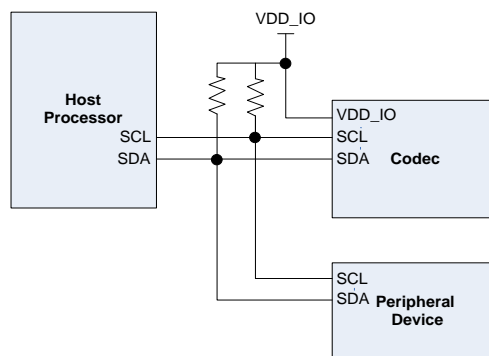 VDD_IO
Host
Processor
SCL
SDA
VDD_IO
SCL
SDA
Codec
SCL
SDA
Peripheral
Device